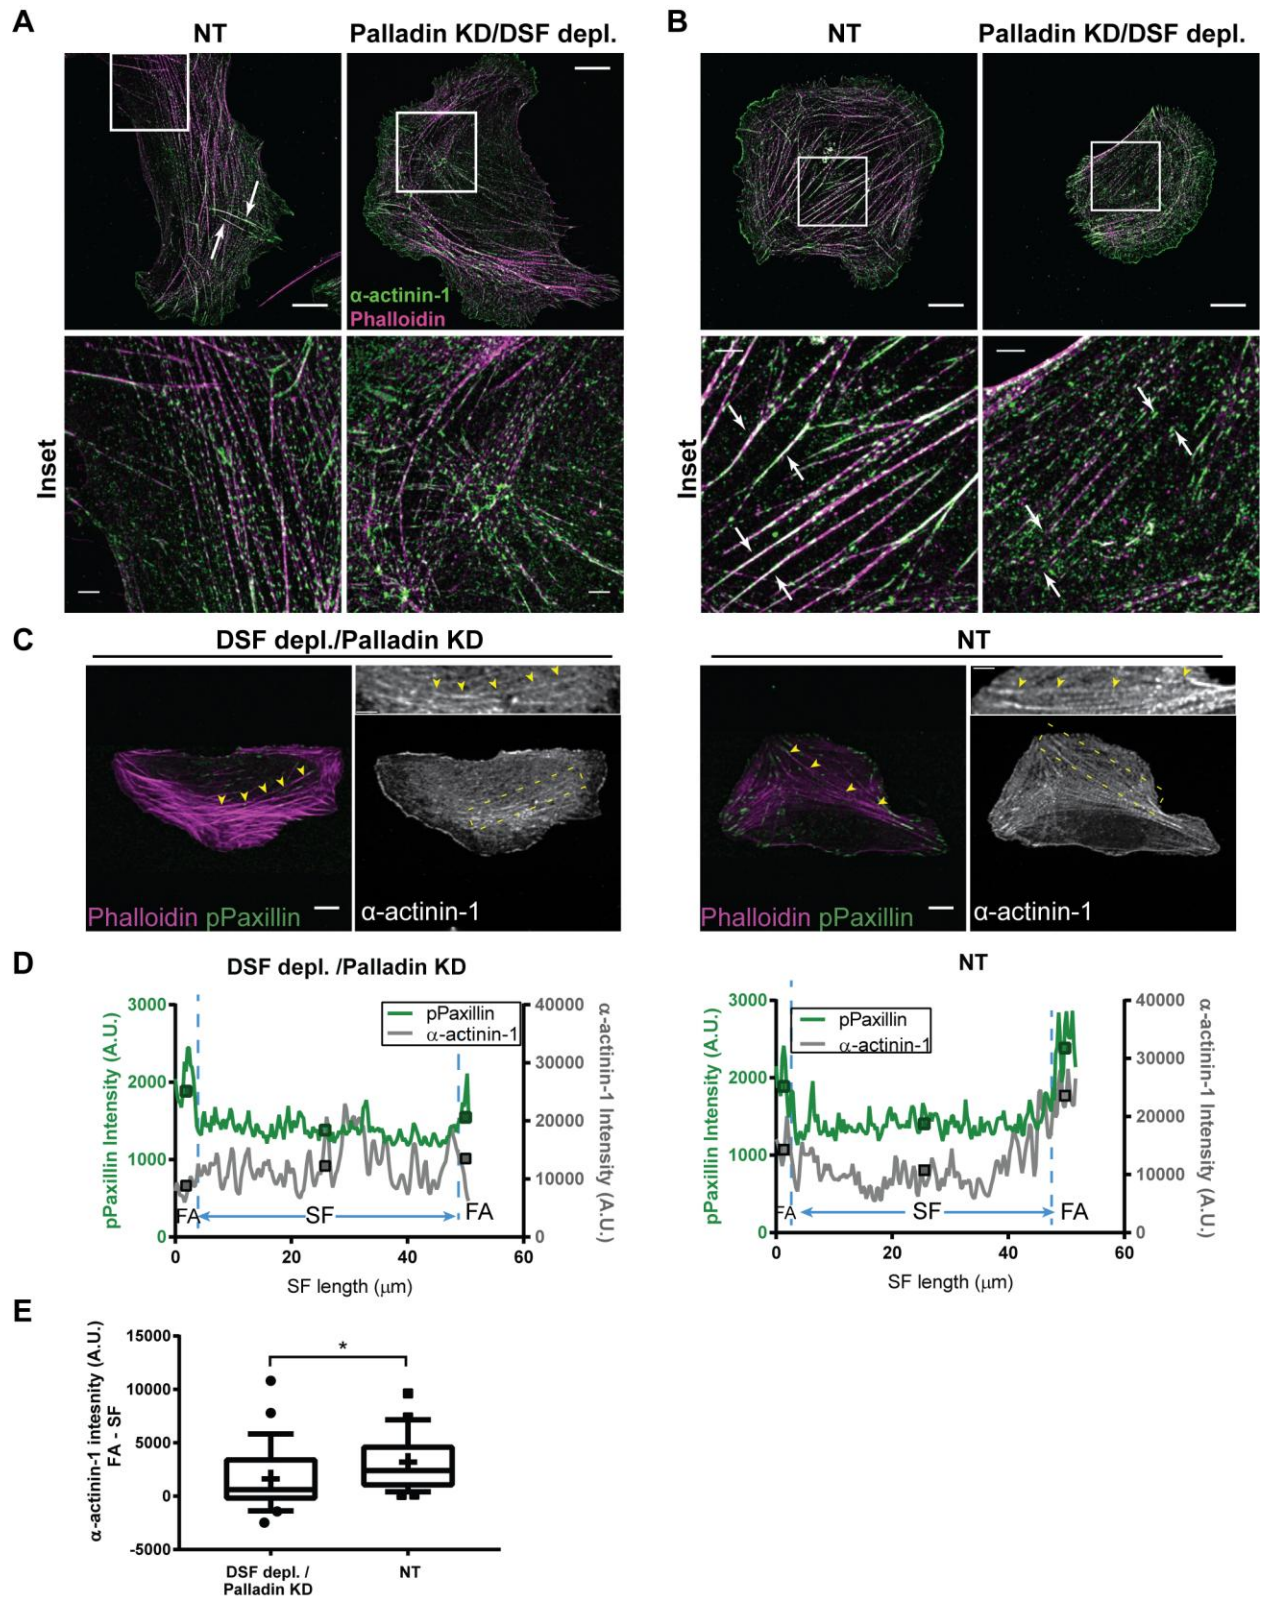 A
NT
Palladin KD/DSF depl.
B
NT
Palladin KD/DSF depl.
α-actinin-1
Phalloidin
Inset
Inset
C
DSF depl./Palladin KD
NT
Phalloidin pPaxillin
α-actinin-1
Phalloidin pPaxillin
α-actinin-1
D
DSF depl. /Palladin KD
pPaxillin Intensity (A.U.)
3000
2000
1000
0
pPaxillin
α-actinin-1
40000
30000
20000
10000
0
α-actinin-1 Intensity (A.U.)
FA
SF
FA
0
20
40
60
SF length (μm)
NT
pPaxillin Intensity (A.U.)
3000
2000
1000
0
pPaxillin
α-actinin-1
40000
30000
20000
10000
0
α-actinin-1 Intensity (A.U.)
FA
SF
FA
0
20
40
60
SF length (μm)
E
α-actinin-1 intesnity (A.U.)
FA - SF
15000
10000
5000
0
-5000
*
DSF depl. /
Palladin KD
NT